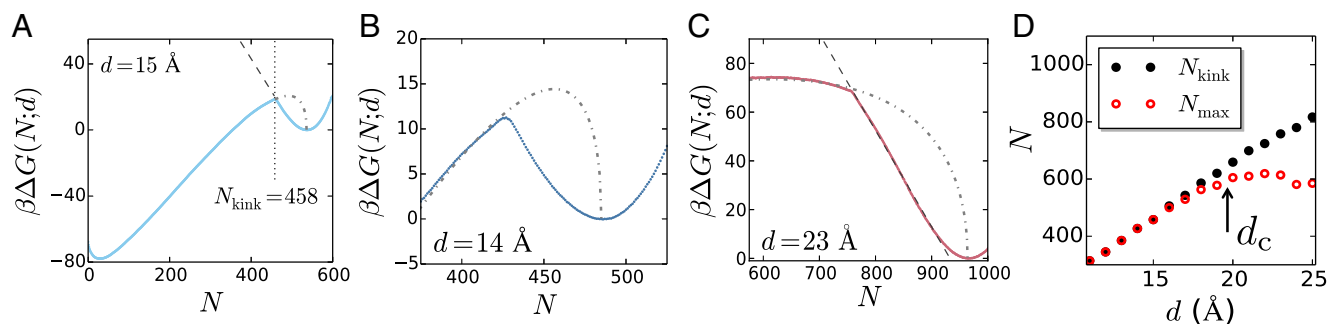 A
d = 15 Å
N_kink = 458
βΔG(N;d)
40
0
−40
−80
0 200 400 600
N
B
d = 14 Å
βΔG(N;d)
20
15
10
5
0
400 450 500
N
C
d = 23 Å
βΔG(N;d)
80
60
40
20
0
600 700 800 900 1000
N
D
N_kink
N_max
d_c
N
1000
800
600
400
15 20 25
d (Å)